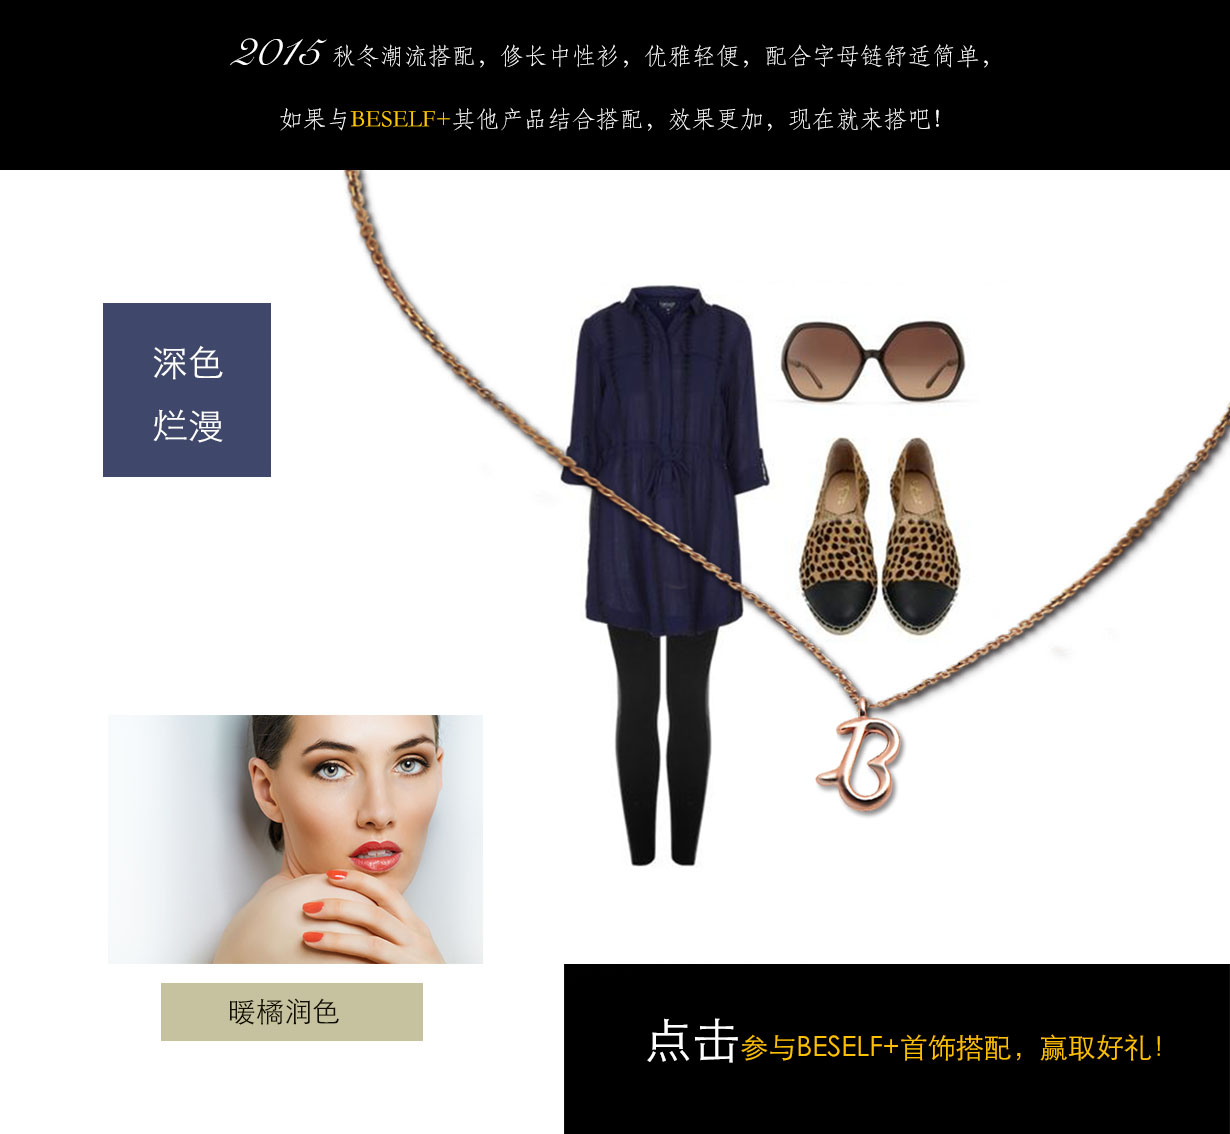 2015 秋冬潮流搭配，修长中性衫，优雅轻便，配合字母链舒适简单，
如果与BESELF+其他产品结合搭配，效果更加，现在就来搭吧！
深色
烂漫
B
暖橘润色
点击参与BESELF+首饰搭配，赢取好礼！